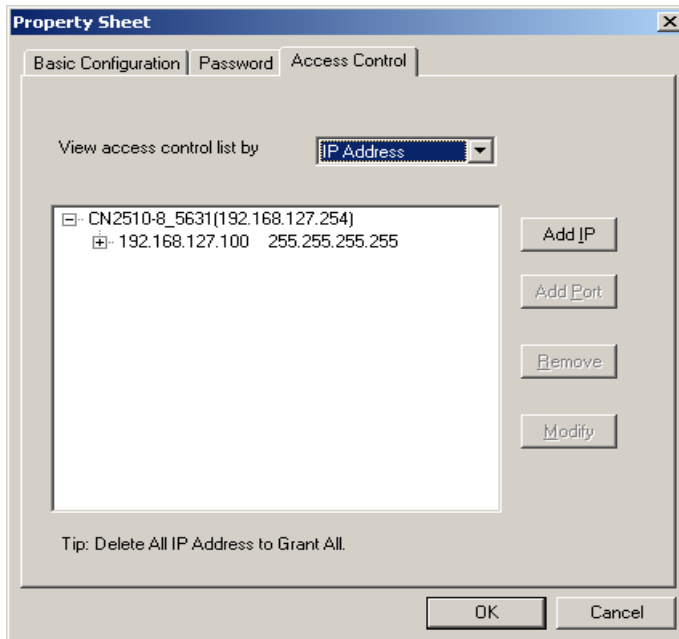 Property Sheet
Basic Configuration Password Access Control
View access control list by IP Address
CN2510-8_5631(192.168.127.254)
192.168.127.100 255.255.255.255
Add IP
Add Port
Remove
Modify
Tip: Delete All IP Address to Grant All.
OK Cancel